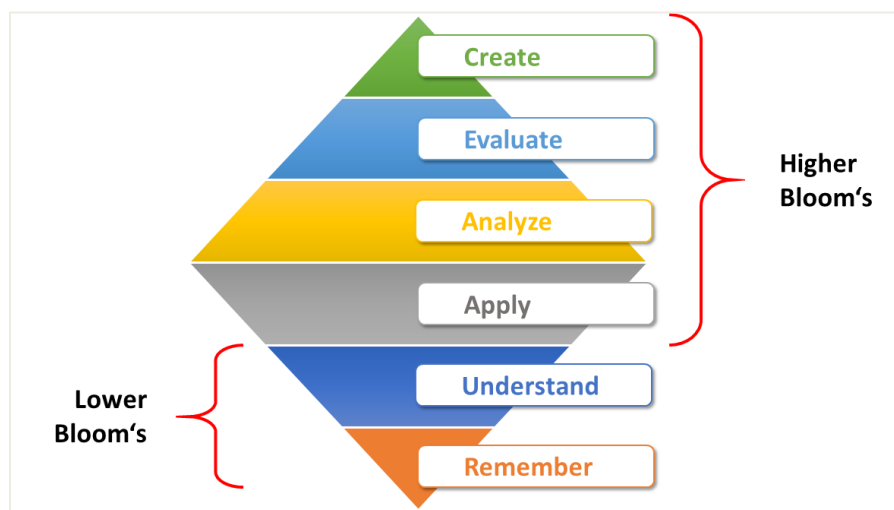 Create
Evaluate
Analyze
Apply
Understand
Remember
Higher
Bloom‘s
Lower
Bloom‘s